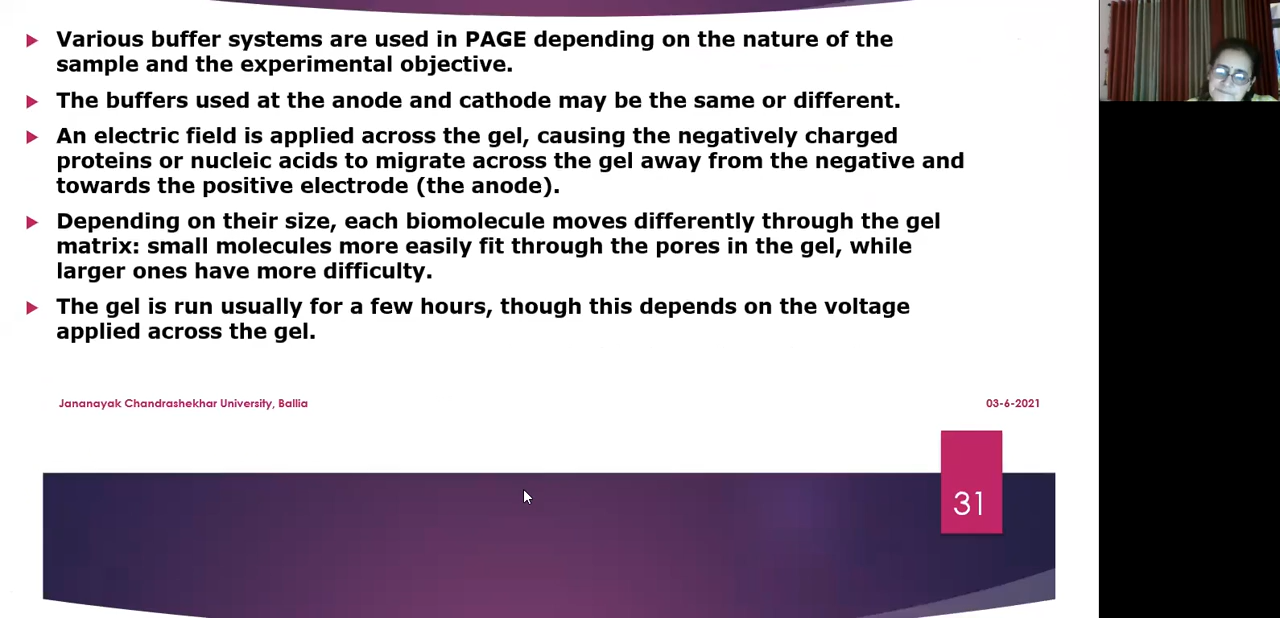 Various buffer systems are used in PAGE depending on the nature of the
sample and the experimental objective.
The buffers used at the anode and cathode may be the same or different.
An electric field is applied across the gel, causing the negatively charged
proteins or nucleic acids to migrate across the gel away from the negative and
towards the positive electrode (the anode).
Depending on their size, each biomolecule moves differently through the gel
matrix: small molecules more easily fit through the pores in the gel, while
larger ones have more difficulty.
The gel is run usually for a few hours, though this depends on the voltage
applied across the gel.
Jananayak Chandrashekhar University, Ballia
03-6-2021
31